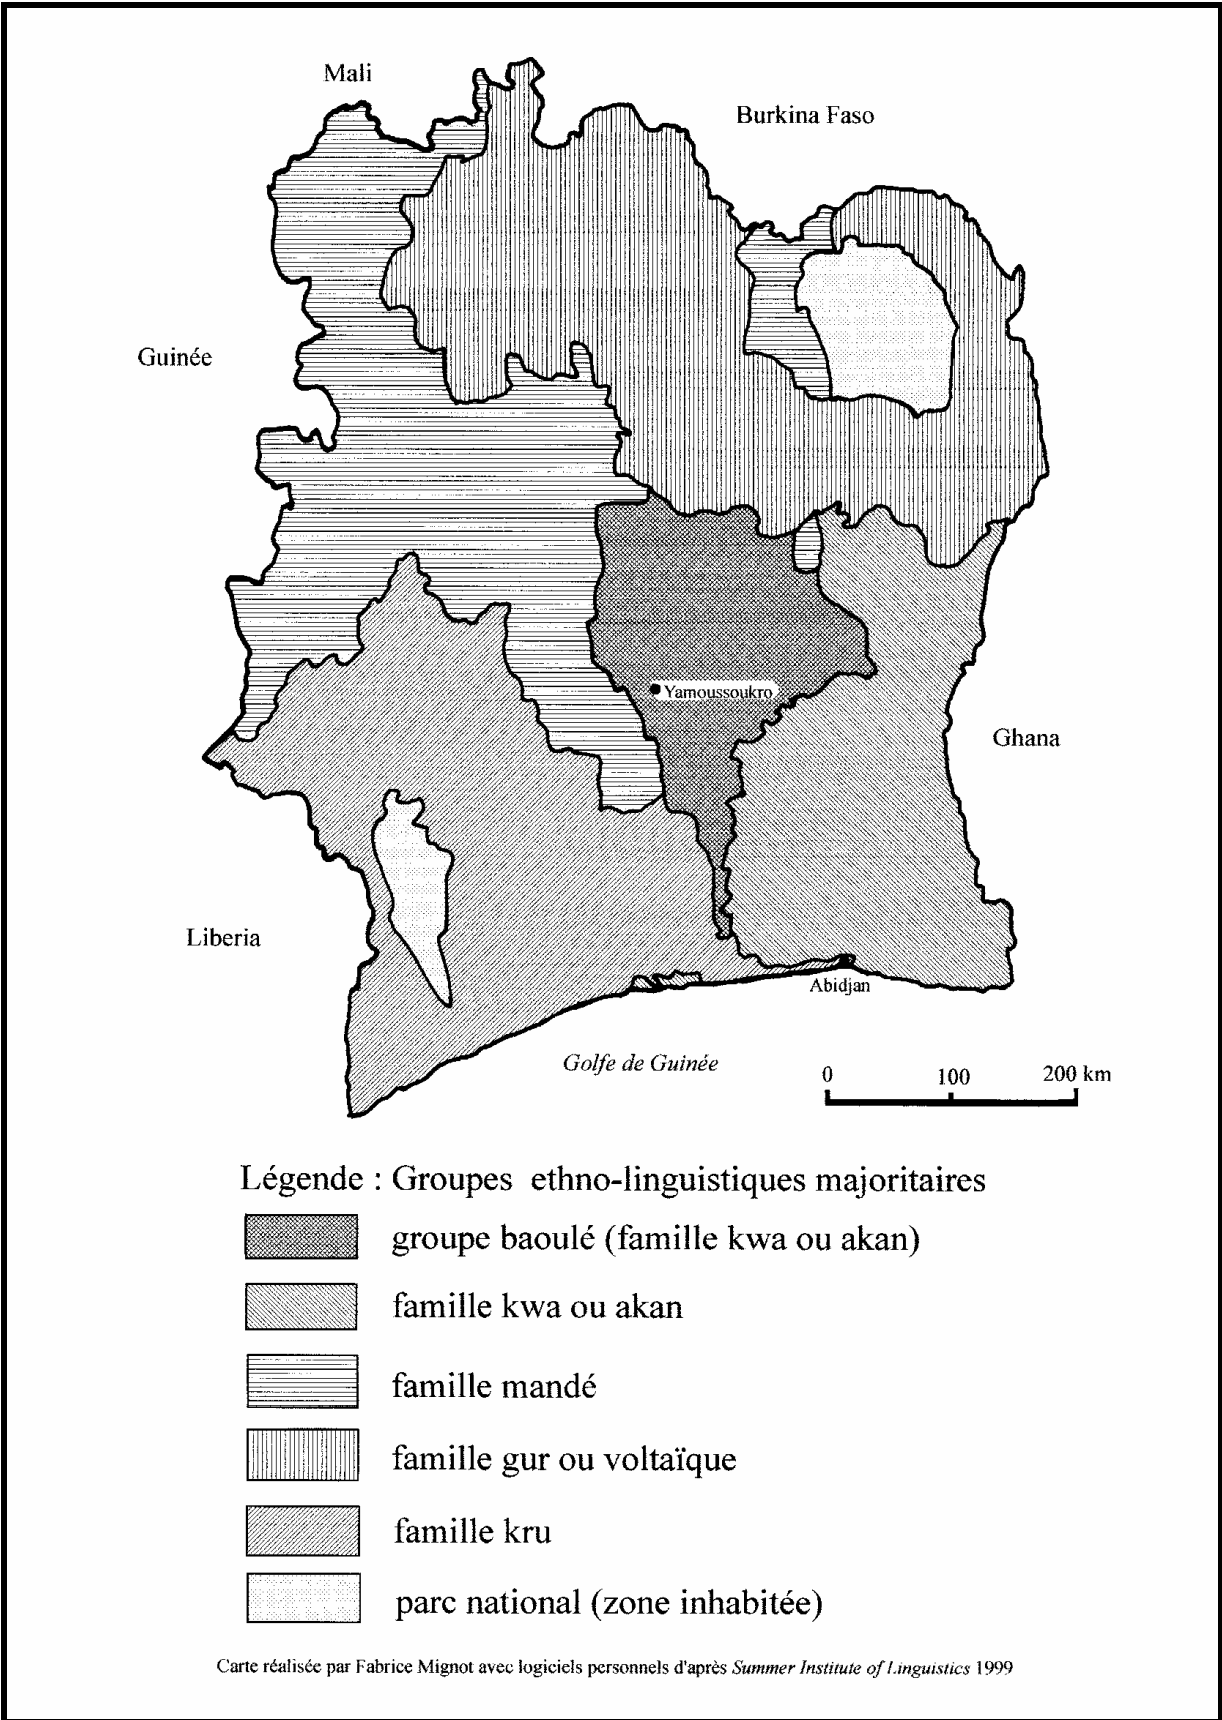 Mali
Burkina Faso
Guinée
Yamoussoukro
Ghana
Liberia
Abidjan
Golfe de Guinée
0 100 200 km
Légende : Groupes ethno-linguistiques majoritaires
groupe baoulé (famille kwa ou akan)
famille kwa ou akan
famille mandé
famille gur ou voltaïque
famille kru
parc national (zone inhabitée)
Carte réalisée par Fabrice Mignot avec logiciels personnels d'après Summer Institute of Linguistics 1999